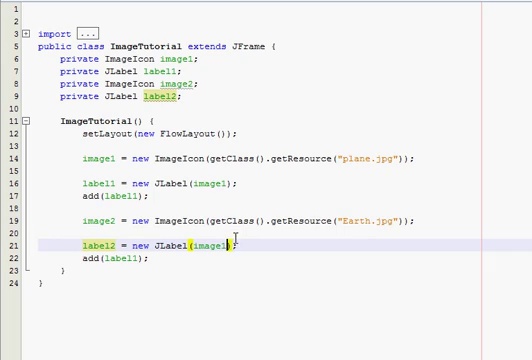 1
2
3 import ...
5 public class ImageTutorial extends JFrame {
6 private ImageIcon image1;
7 private JLabel label1;
8 private ImageIcon image2;
9 private JLabel label2;
10
11 ImageTutorial() {
12 setLayout(new FlowLayout());
13
14 image1 = new ImageIcon(getClass().getResource("plane.jpg"));
15
16 label1 = new JLabel(image1);
17 add(label1);
18
19 image2 = new ImageIcon(getClass().getResource("Earth.jpg"));
20
21 label2 = new JLabel(image1);
22 add(label1);
23 }
24 }